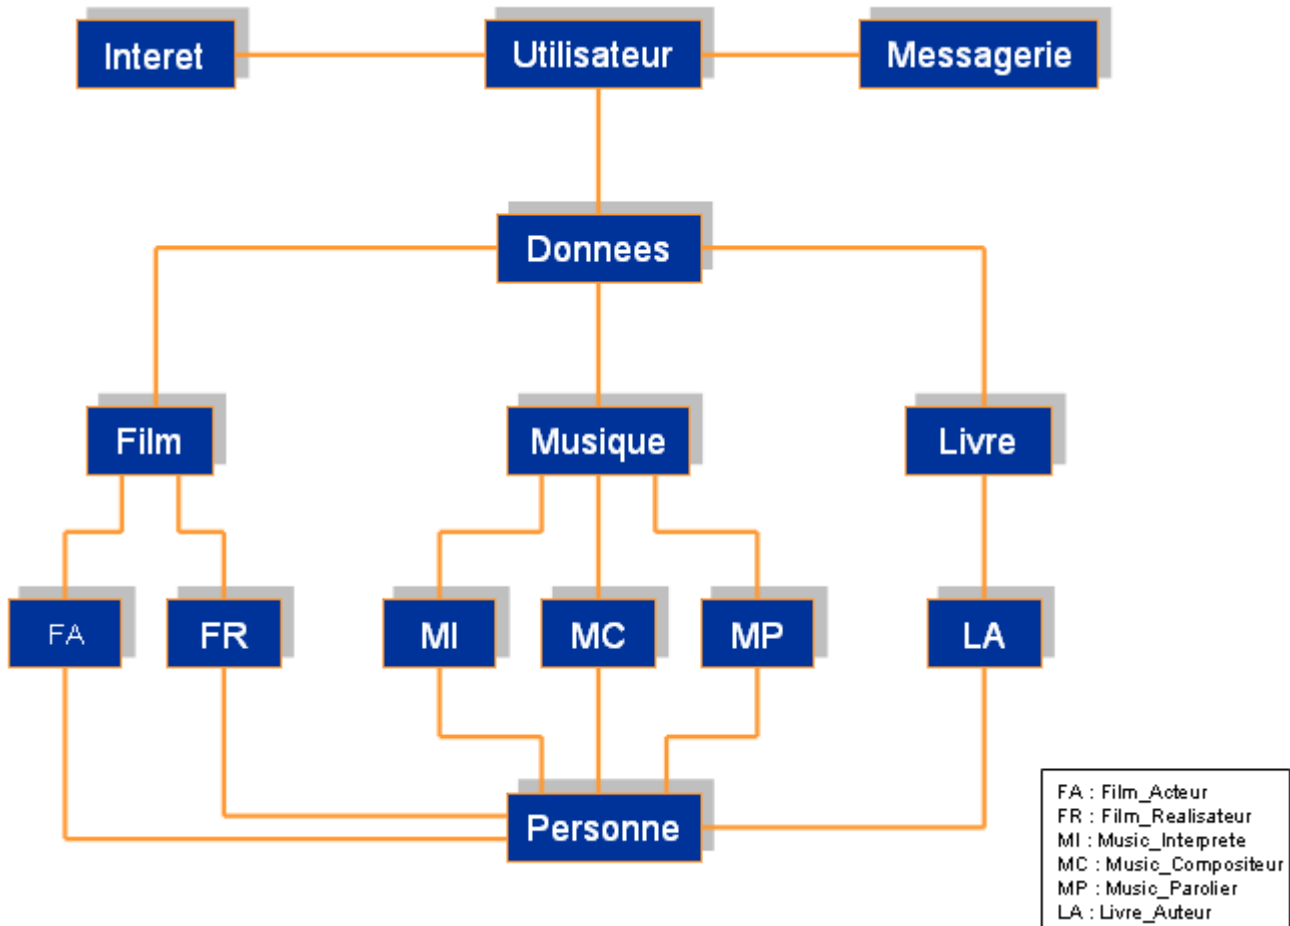 Interet
Utilisateur
Messagerie
Donnees
Film
Musique
Livre
FA
FR
MI
MC
MP
LA
Personne
FA : Film_Acteur
FR : Film_Realisateur
MI : Music_Interprete
MC : Music_Compositeur
MP : Music_Parolier
LA : Livre_Auteur